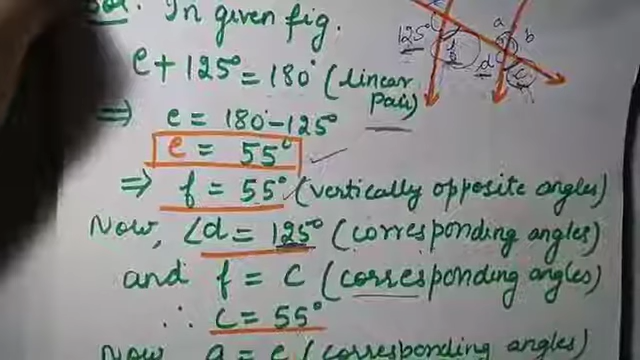 In given fig.
e + 125° = 180° (linear pair)
⇒ e = 180 - 125°
e = 55°
⇒ f = 55° (vertically opposite angles)
Now, ∠d = 125° (corresponding angles)
and f = c (corresponding angles)
∴ c = 55°
Now a = e (corresponding angles)
125°
a
b
d
c